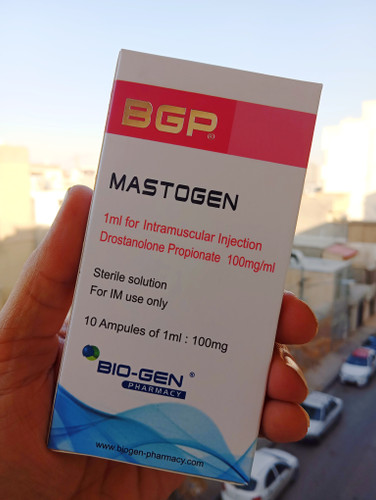 BGP®
MASTOGEN
1ml for Intramuscular Injection
Drostanolone Propionate 100mg/ml
Sterile solution
For IM use only
10 Ampules of 1ml : 100mg
BIO-GEN®
PHARMACY
www.biogen-pharmacy.com